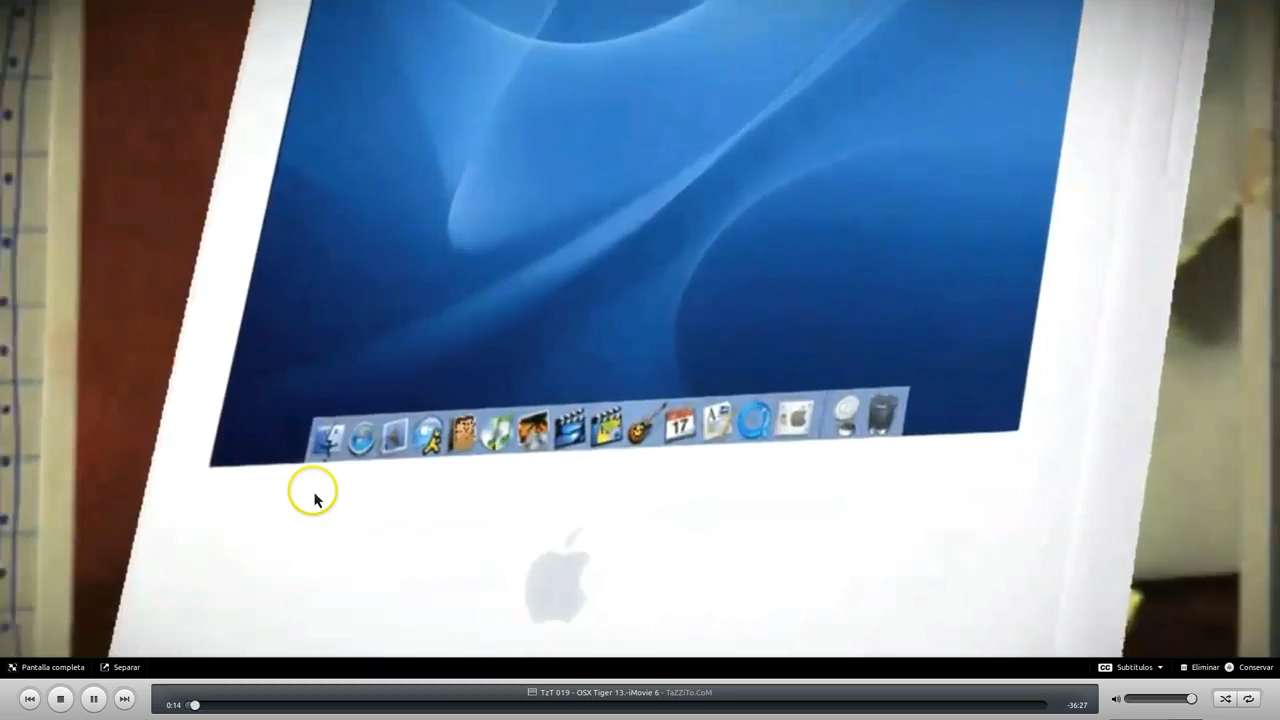 17
A
Pantalla completa
Separar
CC Subtítulos
Eliminar
Conservar
TzT 019 - OSX Tiger 13.-iMovie 6 - TaZZiTo.CoM
0:14
-36:27